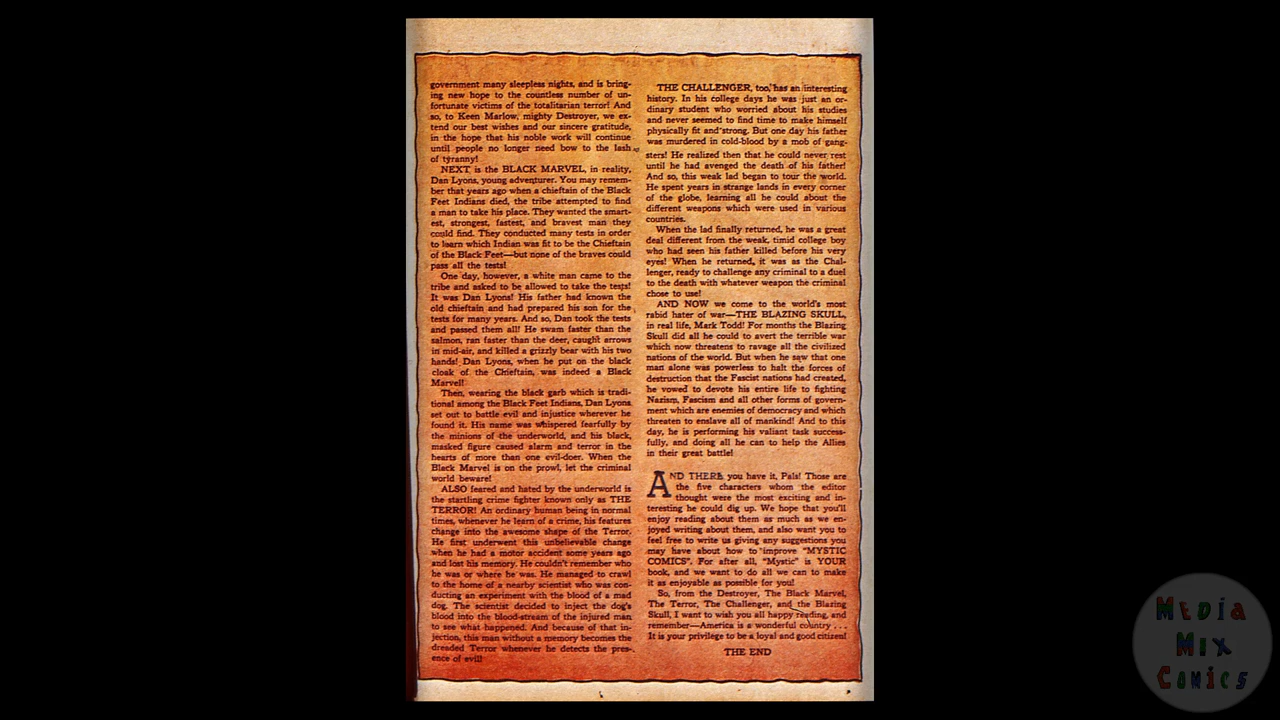 government many sleepless nights, and is bring-
ing new hope to the countless number of un-
fortunate victims of the totalitarian terror! And
so, to Keen Marlow, mighty Destroyer, we ex-
tend our best wishes and our sincere gratitude,
in the hope that his noble work will continue
until people no longer need bow to the lash
of tyranny!
NEXT is the BLACK MARVEL, in reality,
Dan Lyons, young adventurer. You may remem-
ber that years ago when a chieftain of the Black
Feet Indians died, the tribe attempted to find
a man to take his place. They wanted the smart-
est, strongest, fastest, and bravest man they
could find. They conducted many tests in order
to learn which Indian was fit to be the Chieftain
of the Black Feet—but none of the braves could
pass all the tests!
One day, however, a white man came to the
tribe and asked to be allowed to take the tests!
It was Dan Lyons! His father had known the
old chieftain and had prepared his son for the
tests for many years. And so, Dan took the tests
and passed them all! He swam faster than the
salmon, ran faster than the deer, caught arrows
in mid-air, and killed a grizzly bear with his two
hands! Dan Lyons, when he put on the black
cloak of the Chieftain, was indeed a Black
Marvel!
Then, wearing the black garb which is tradi-
tional among the Black Feet Indians, Dan Lyons
set out to battle evil and injustice wherever he
found it. His name was whispered fearfully by
the minions of the underworld, and his black,
masked figure caused alarm and terror in the
hearts of more than one evil-doer. When the
Black Marvel is on the prowl, let the criminal
world beware!
ALSO feared and hated by the underworld is
the startling crime fighter known only as THE
TERROR! An ordinary human being in normal
times, whenever he learn of a crime, his features
change into the awesome shape of the Terror.
He first underwent this unbelievable change
when he had a motor accident some years ago
and lost his memory. He couldn't remember who
he was or where he was. He managed to crawl
to the home of a nearby scientist who was con-
ducting an experiment with the blood of a mad
dog. The scientist decided to inject the dog's
blood into the blood-stream of the injured man
to see what happened. And because of that in-
jection, this man without a memory becomes the
dreaded Terror whenever he detects the pres-
ence of evil!
THE CHALLENGER, too, has an interesting
history. In his college days he was just an or-
dinary student who worried about his studies
and never seemed to find time to make himself
physically fit and strong. But one day his father
was murdered in cold-blood by a mob of gang-
sters! He realized then that he could never rest
until he had avenged the death of his father!
And so, this weak lad began to tour the world.
He spent years in strange lands in every corner
of the globe, learning all he could about the
different weapons which were used in various
countries.
When the lad finally returned, he was a great
deal different from the weak, timid college boy
who had seen his father killed before his very
eyes! When he returned, it was as the Chal-
lenger, ready to challenge any criminal to a duel
to the death with whatever weapon the criminal
chose to use!
AND NOW we come to the world's most
rabid hater of war—THE BLAZING SKULL,
in real life, Mark Todd! For months the Blazing
Skull did all he could to avert the terrible war
which now threatens to ravage all the civilized
nations of the world. But when he saw that one
man alone was powerless to halt the forces of
destruction that the Fascist nations had created,
he vowed to devote his entire life to fighting
Nazism, Fascism and all other forms of govern-
ment which are enemies of democracy and which
threaten to enslave all of mankind! And to this
day, he is performing his valiant task success-
fully, and doing all he can to help the Allies
in their great battle!
AND THERE you have it, Pals! Those are
the five characters whom the editor
thought were the most exciting and in-
teresting he could dig up. We hope that you'll
enjoy reading about them as much as we en-
joyed writing about them, and also want you to
feel free to write us giving any suggestions you
may have about how to improve "MYSTIC
COMICS". For after all, "Mystic" is YOUR
book, and we want to do all we can to make
it as enjoyable as possible for you!
So, from the Destroyer, The Black Marvel,
The Terror, The Challenger, and the Blazing
Skull, I want to wish you all happy reading, and
remember—America is a wonderful country . . .
It is your privilege to be a loyal and good citizen!
THE END
MEDiA
MIX
ComicS